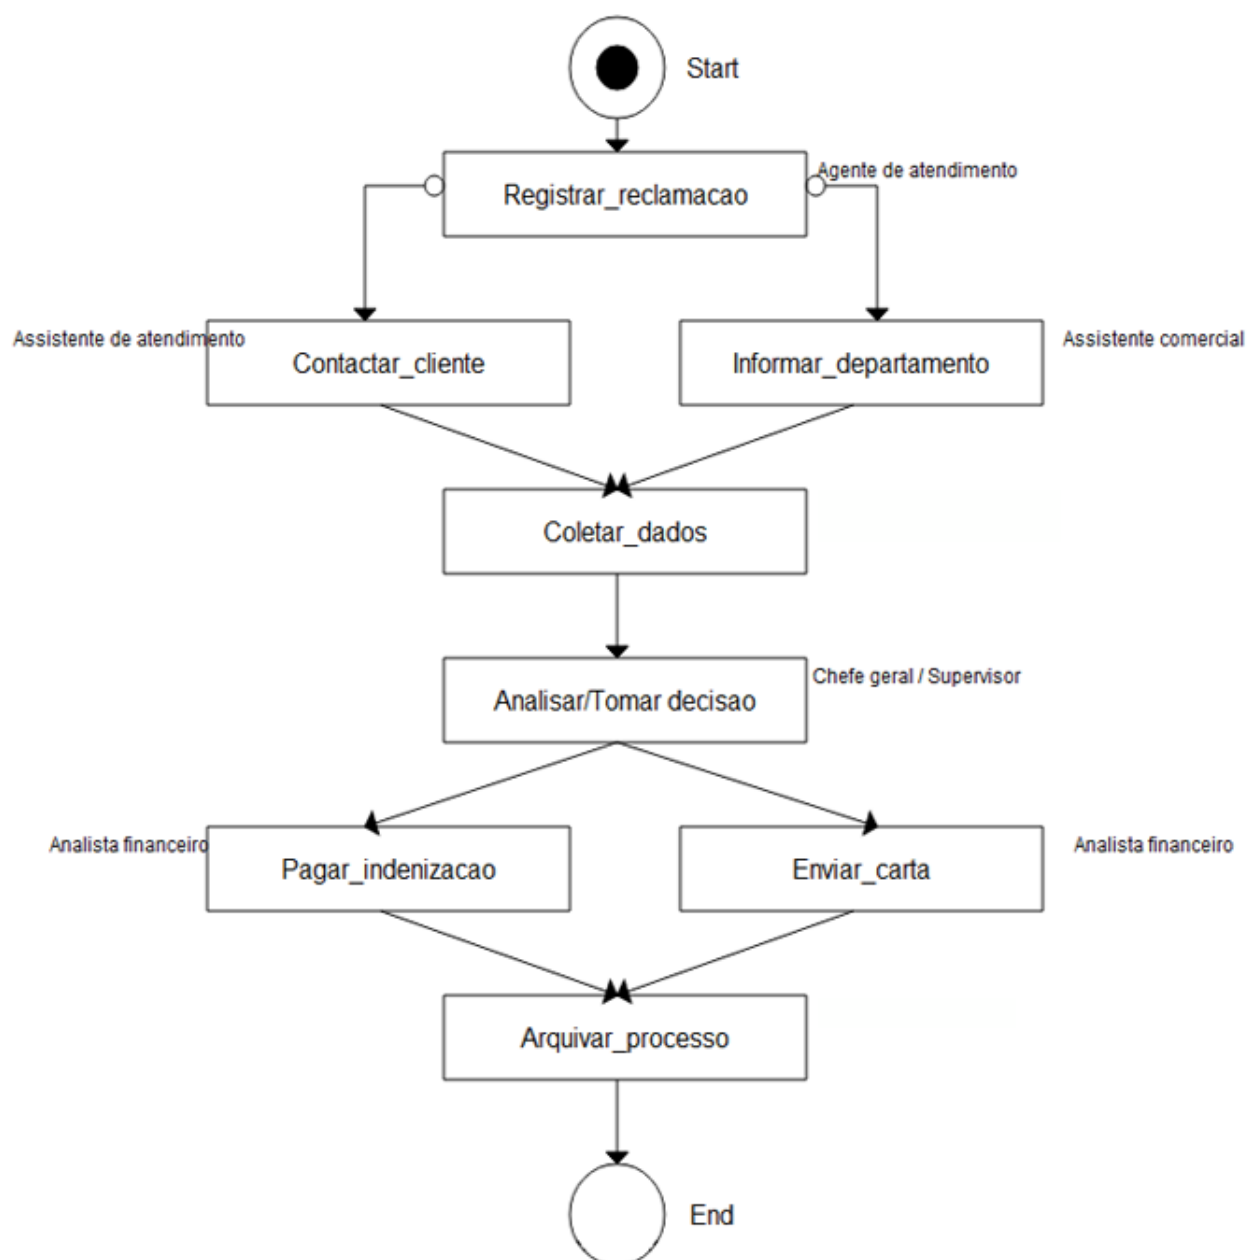 Start
Agente de atendimento
Registrar_reclamacao
Assistente de atendimento
Contactar_cliente
Informar_departamento
Assistente comercial
Coletar_dados
Chefe geral / Supervisor
Analisar/Tomar decisao
Analista financeiro
Pagar_indenizacao
Enviar_carta
Analista financeiro
Arquivar_processo
End